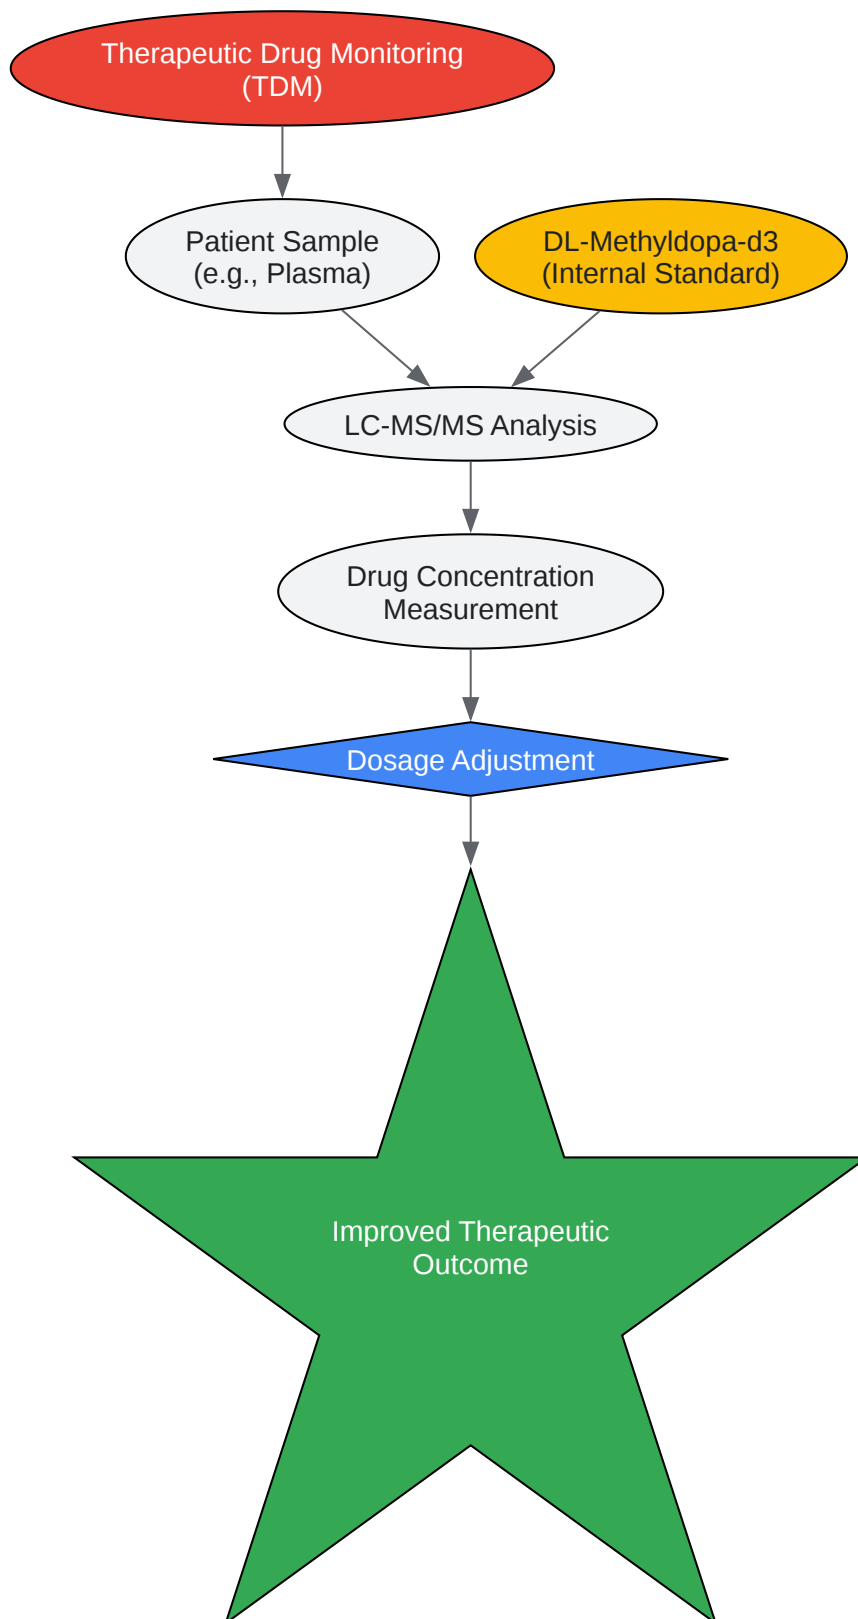 Therapeutic Drug Monitoring
(TDM)
Patient Sample
(e.g., Plasma)
DL-Methyldopa-d3
(Internal Standard)
LC-MS/MS Analysis
Drug Concentration
Measurement
Dosage Adjustment
Improved Therapeutic
Outcome